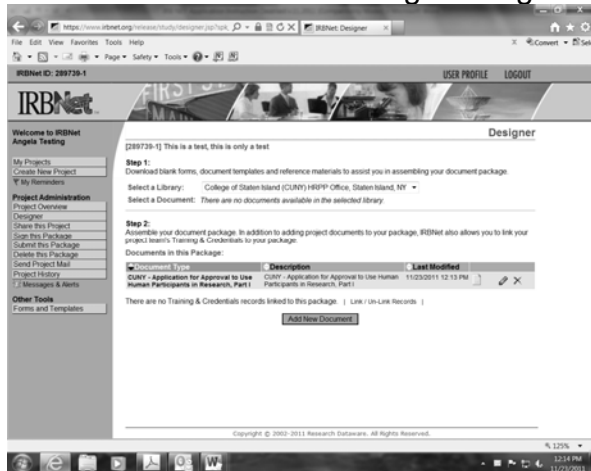 https://www.irbnet.org/release/study/designer.jsp?spk_
IRBNet: Designer
File Edit View Favorites Tools Help
X Convert Sel
Page Safety Tools
IRBNet ID: 289739-1
USER PROFILE LOGOUT
FIRST
IRBNet
Welcome to IRBNet
Angela Testing
My Projects
Create New Project
My Reminders
Project Administration
Project Overview
Designer
Share this Project
Sign this Package
Submit this Package
Delete this Package
Send Project Mail
Project History
Messages & Alerts
Other Tools
Forms and Templates
Designer
[289739-1] This is a test, this is only a test
Step 1:
Download blank forms, document templates and reference materials to assist you in assembling your document package.
Select a Library: College of Staten Island (CUNY) HRPP Office, Staten Island, NY
Select a Document: There are no documents available in the selected library.
Step 2:
Assemble your document package. In addition to adding project documents to your package, IRBNet also allows you to link your
project team's Training & Credentials to your package.
Documents in this Package:
Document Type Description Last Modified
CUNY - Application for Approval to Use CUNY - Application for Approval to Use Human 11/23/2011 12:13 PM
Human Participants in Research, Part I Participants in Research, Part I
There are no Training & Credentials records linked to this package. | Link / Un-Link Records |
Add New Document
Copyright © 2002-2011 Research Dataware. All Rights Reserved.
125%
12:14 PM
11/23/2011